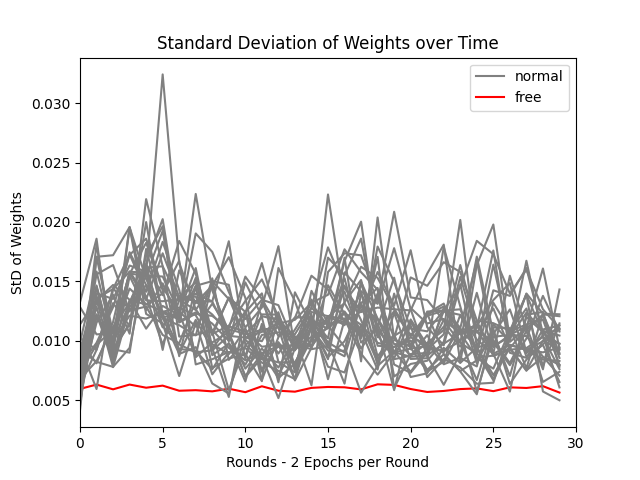 Standard Deviation of Weights over Time
normal
free
StD of Weights
0.030
0.025
0.020
0.015
0.010
0.005
0
5
10
15
20
25
30
Rounds - 2 Epochs per Round